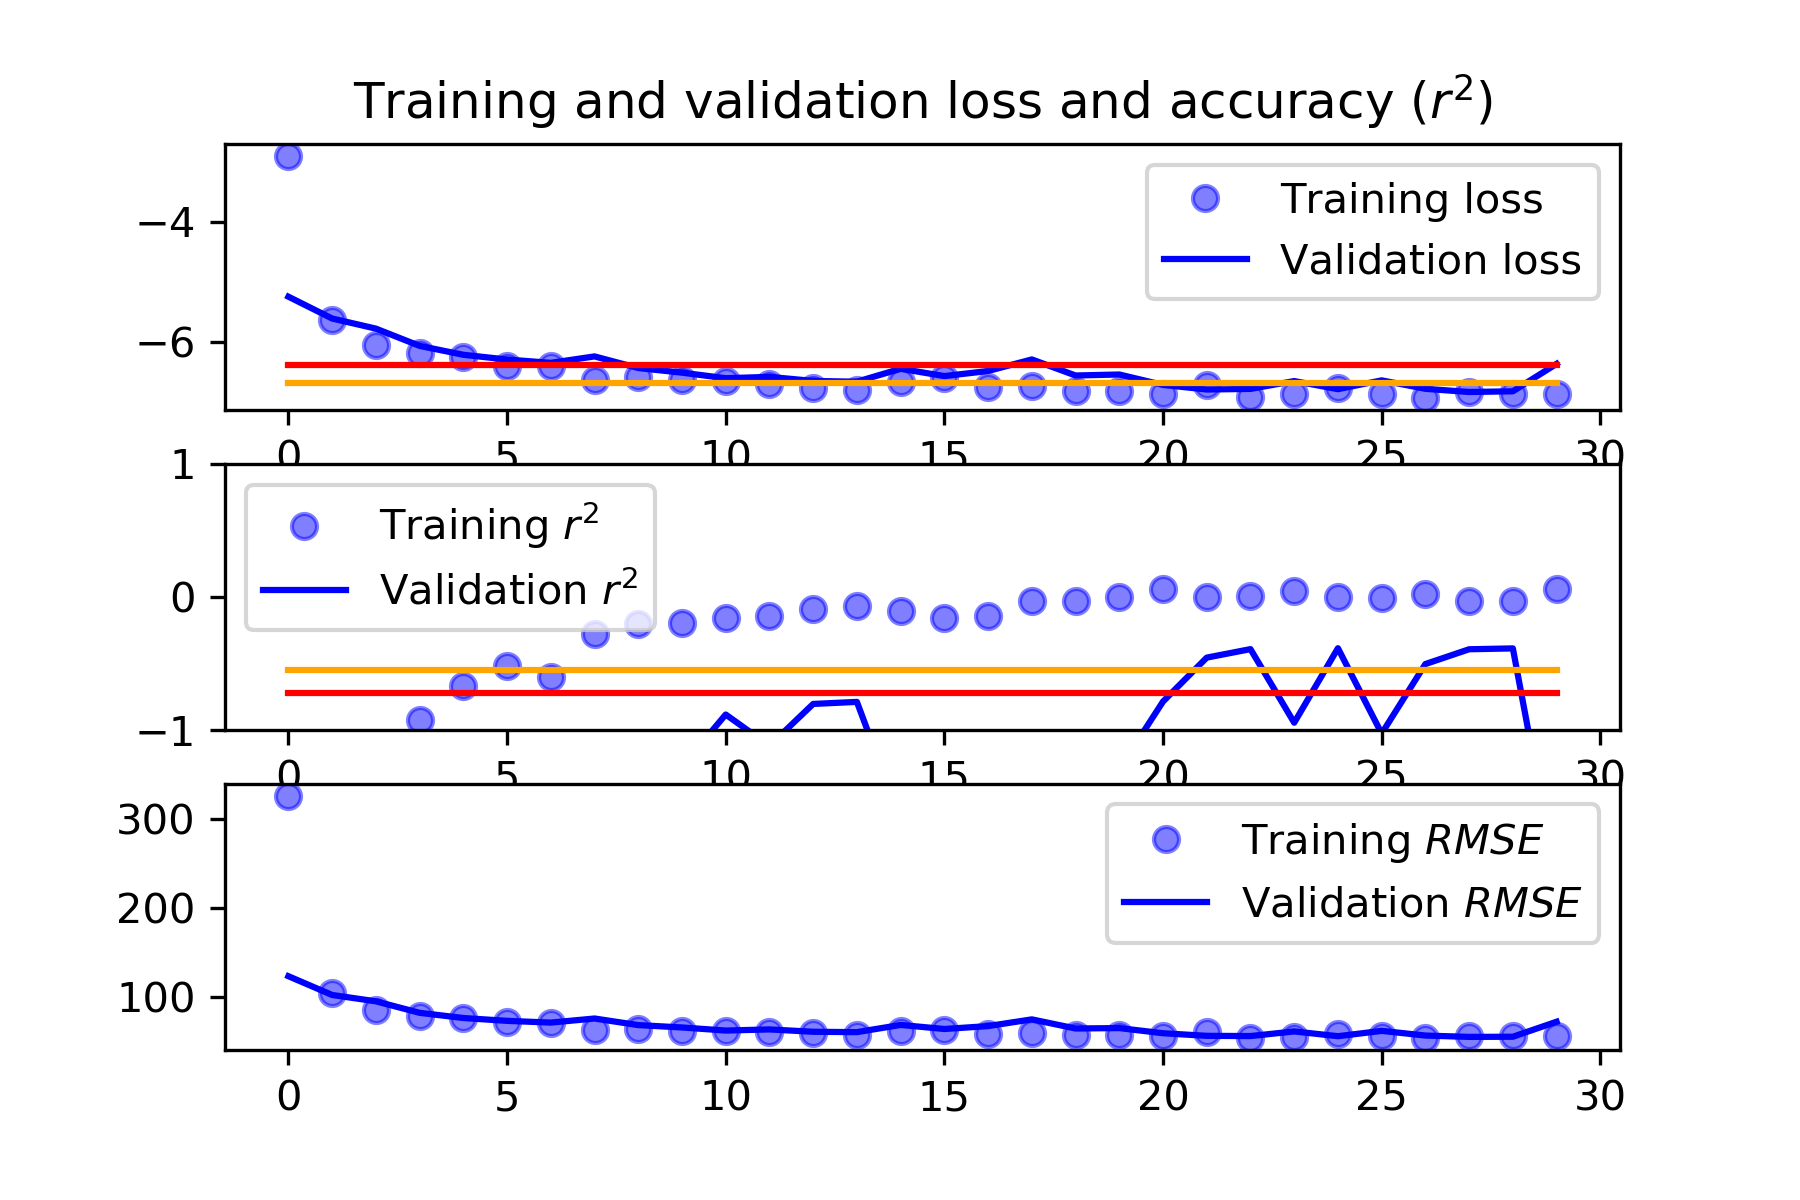 Training and validation loss and accuracy (r²)
−4
−6
Training loss
Validation loss
0 5 10 15 20 25 30
1
0
−1
Training r²
Validation r²
0 5 10 15 20 25 30
300
200
100
Training RMSE
Validation RMSE
0 5 10 15 20 25 30